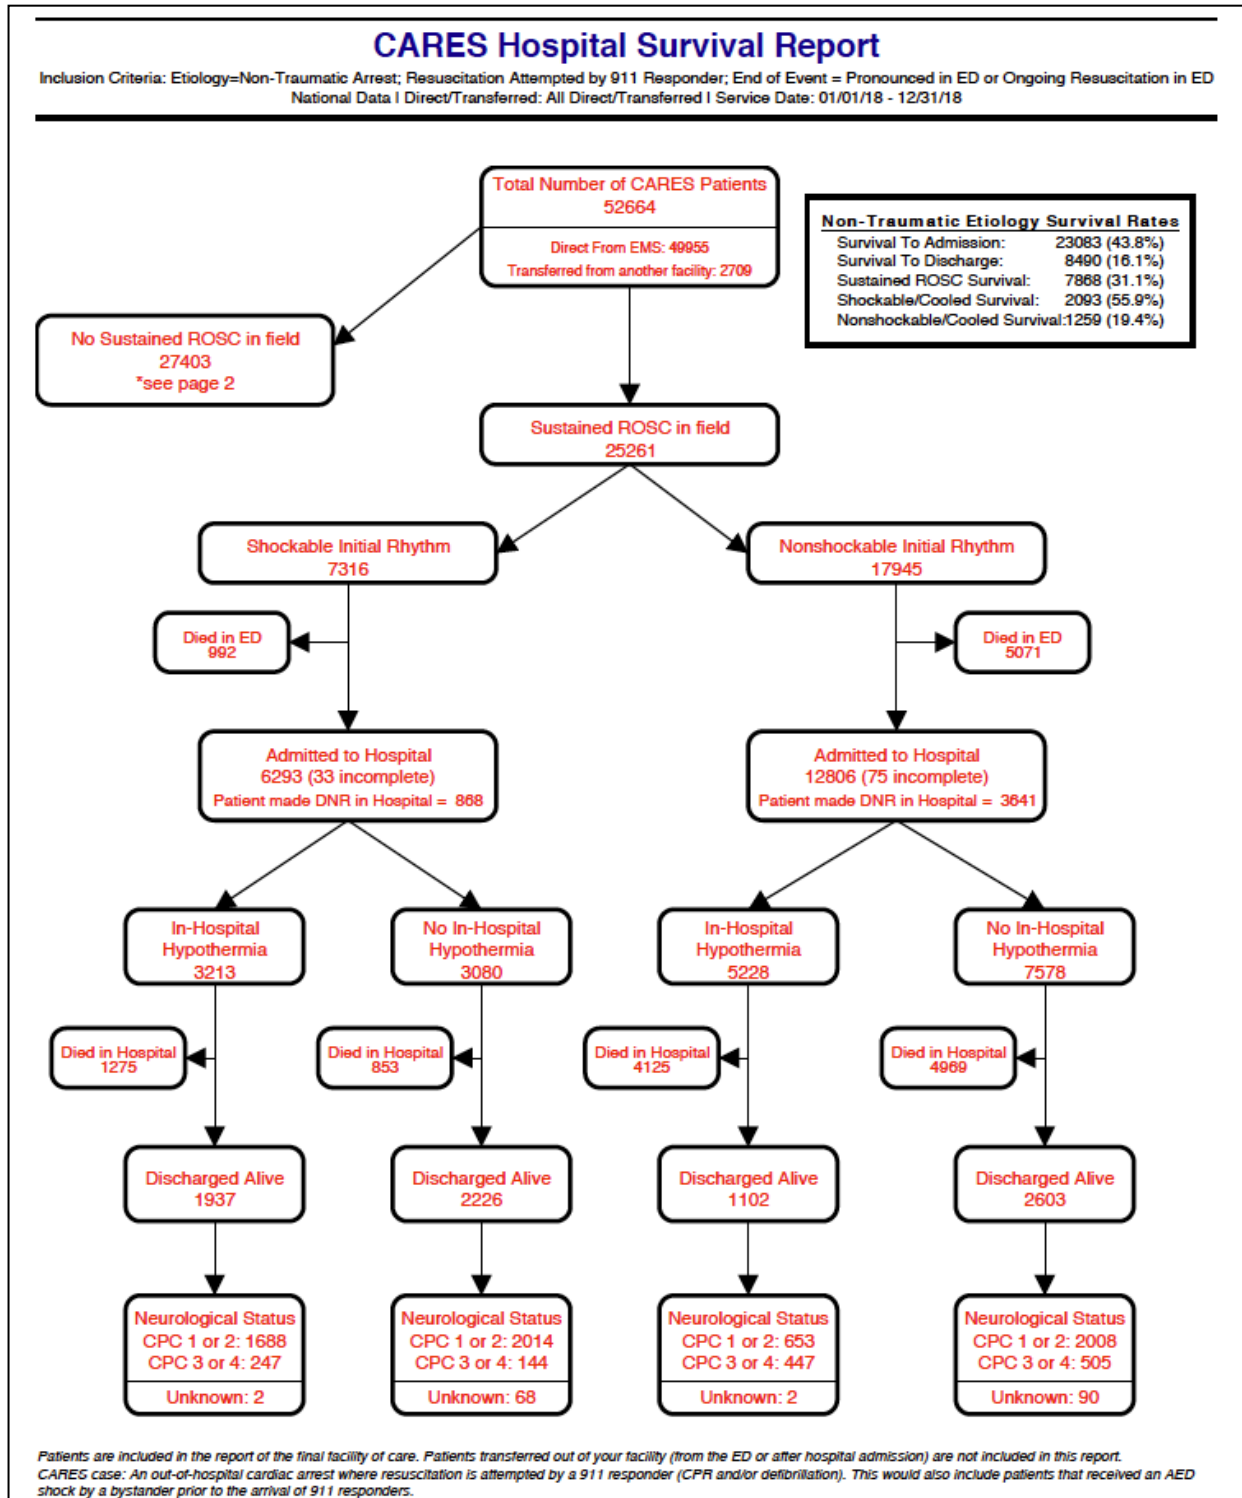 CARES Hospital Survival Report
Inclusion Criteria: Etiology=Non-Traumatic Arrest; Resuscitation Attempted by 911 Responder; End of Event = Pronounced in ED or Ongoing Resuscitation in ED
National Data | Direct/Transferred: All Direct/Transferred | Service Date: 01/01/18 - 12/31/18
Total Number of CARES Patients
52664
Direct From EMS: 49955
Transferred from another facility: 2709
Non-Traumatic Etiology Survival Rates
Survival To Admission: 23083 (43.8%)
Survival To Discharge: 8490 (16.1%)
Sustained ROSC Survival: 7868 (31.1%)
Shockable/Cooled Survival: 2093 (55.9%)
Nonshockable/Cooled Survival:1259 (19.4%)
No Sustained ROSC in field
27403
*see page 2
Sustained ROSC in field
25261
Shockable Initial Rhythm
7316
Nonshockable Initial Rhythm
17945
Died in ED
992
Died in ED
5071
Admitted to Hospital
6293 (33 incomplete)
Patient made DNR in Hospital = 868
Admitted to Hospital
12806 (75 incomplete)
Patient made DNR in Hospital = 3641
In-Hospital
Hypothermia
3213
No In-Hospital
Hypothermia
3080
In-Hospital
Hypothermia
5228
No In-Hospital
Hypothermia
7578
Died in Hospital
1275
Died in Hospital
853
Died in Hospital
4125
Died in Hospital
4969
Discharged Alive
1937
Discharged Alive
2226
Discharged Alive
1102
Discharged Alive
2603
Neurological Status
CPC 1 or 2: 1688
CPC 3 or 4: 247
Unknown: 2
Neurological Status
CPC 1 or 2: 2014
CPC 3 or 4: 144
Unknown: 68
Neurological Status
CPC 1 or 2: 653
CPC 3 or 4: 447
Unknown: 2
Neurological Status
CPC 1 or 2: 2008
CPC 3 or 4: 505
Unknown: 90
Patients are included in the report of the final facility of care. Patients transferred out of your facility (from the ED or after hospital admission) are not included in this report.
CARES case: An out-of-hospital cardiac arrest where resuscitation is attempted by a 911 responder (CPR and/or defibrillation). This would also include patients that received an AED
shock by a bystander prior to the arrival of 911 responders.